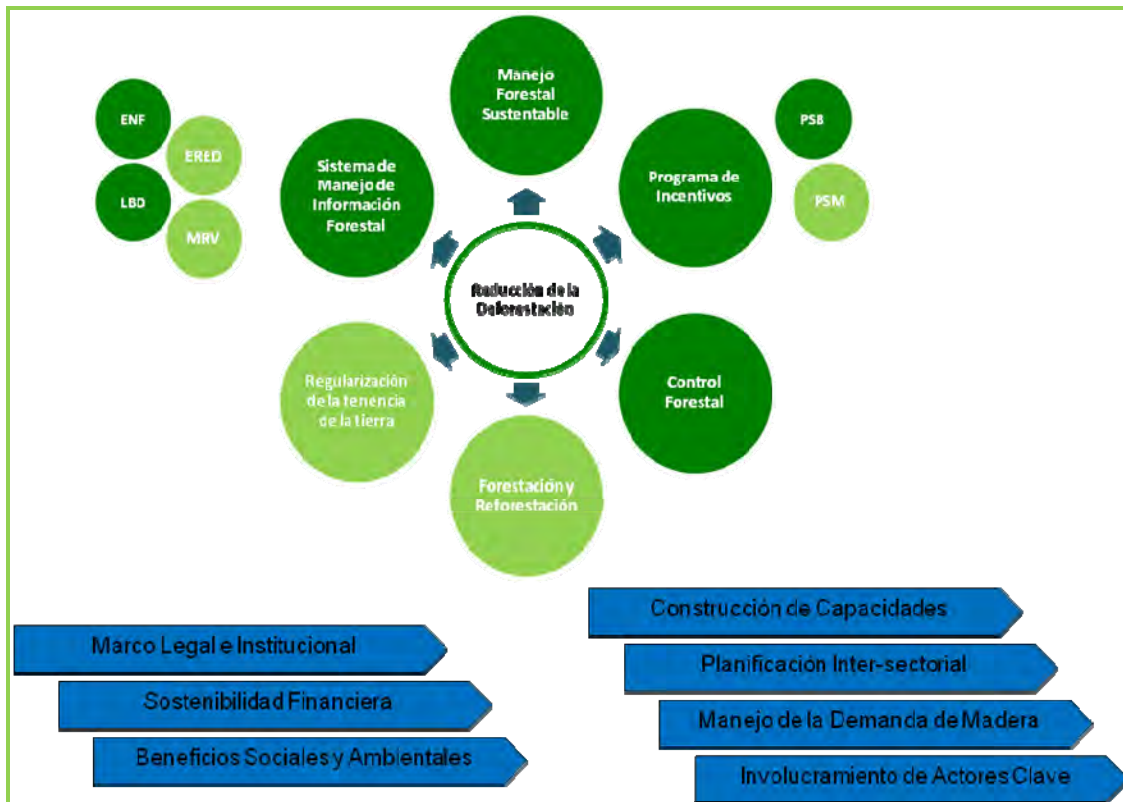 Manejo
Forestal
Sustentable
ENF
ERED
LBD
MRV
Sistema de
Manejo de
Información
Forestal
Programa de
Incentivos
PSB
PSM
Reducción de la
Deforestación
Regularización
de la tenencia
de la tierra
Control
Forestal
Forestación y
Reforestación
Marco Legal e Institucional
Sostenibilidad Financiera
Beneficios Sociales y Ambientales
Construcción de Capacidades
Planificación Inter-sectorial
Manejo de la Demanda de Madera
Involucramiento de Actores Clave